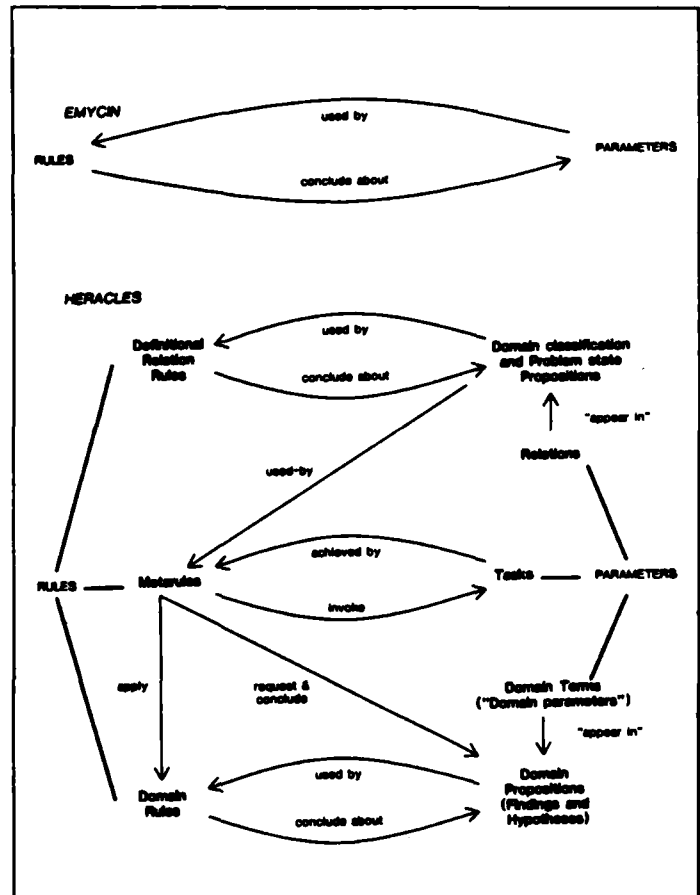 EMYCIN
used by
RULES
PARAMETERS
conclude about
HERACLES
used by
Definitional
Relation
Rules
Domain classification
and Problem state
Propositions
conclude about
"appear in"
used-by
Relations
achieved by
RULES
Metarules
Tasks
PARAMETERS
invoke
apply
request &
conclude
Domain Terms
("Domain parameters")
"appear in"
used by
Domain
Rules
Domain
Propositions
(Findings and
Hypotheses)
conclude about